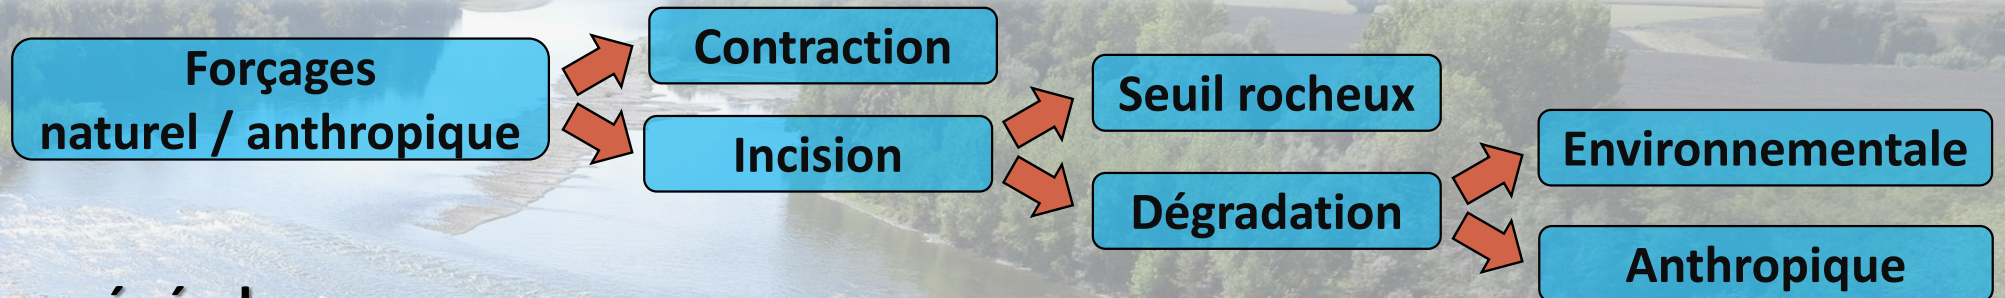 Forçages
naturel / anthropique
Contraction
Incision
Seuil rocheux
Dégradation
Environnementale
Anthropique